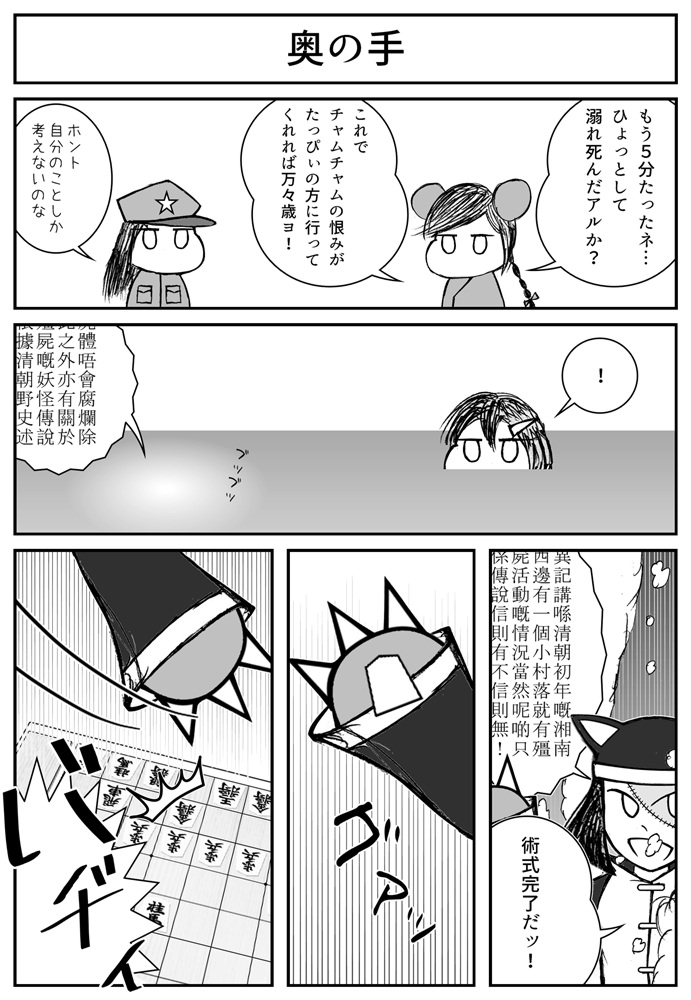 奥の手
もう5分たったネ…
ひょっとして
溺れ死んだアルか？
これで
チャムチャムの恨みが
たっぴぃの方に行って
くれれば万々歳ヨ！
ホント
自分のことしか
考えないのな
！
屍體唔會腐爛除
此之外亦有關於
殭屍嘅妖怪傳說
根據清朝野史述
ブッブッ
異記講喺清朝初年嘅湘南
西邊有一個小村落就有殭
屍活動嘅情況當然呢啲只
係傳說信則有不信則無！
術式完了だッ！
グアッ
バチィ